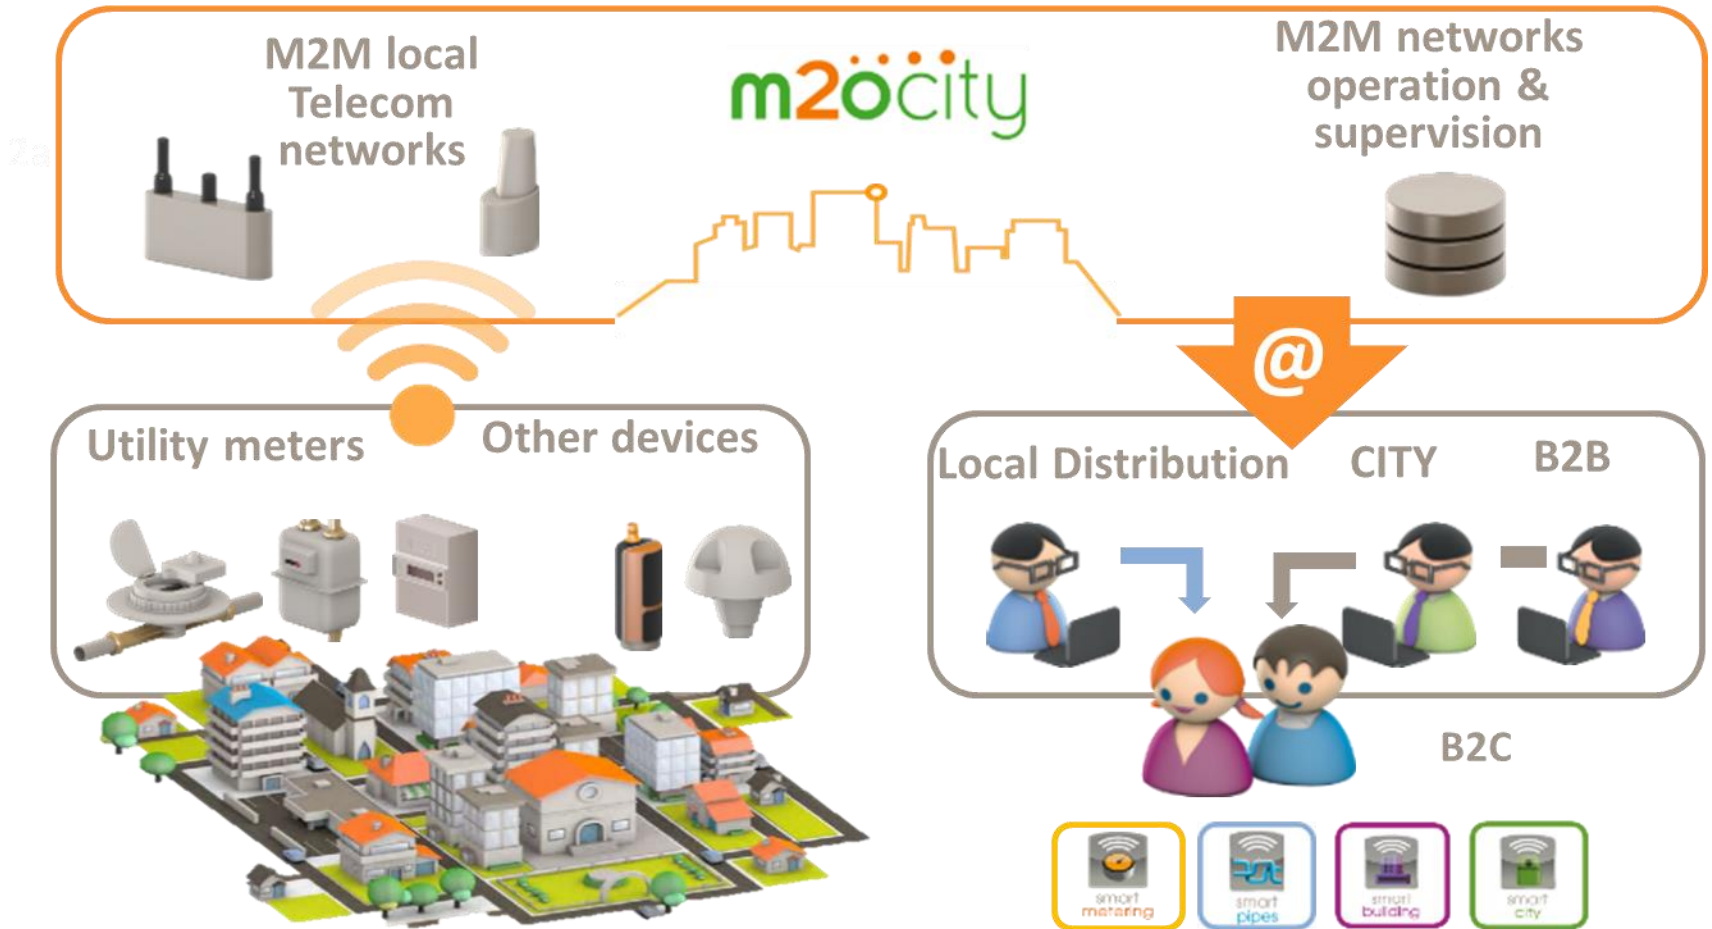 M2M local
Telecom
networks
m2ocity
M2M networks
operation &
supervision
2a
@
Utility meters
Other devices
Local Distribution
CITY
B2B
B2C
smart
metering
smart
pipes
smart
building
smart
city